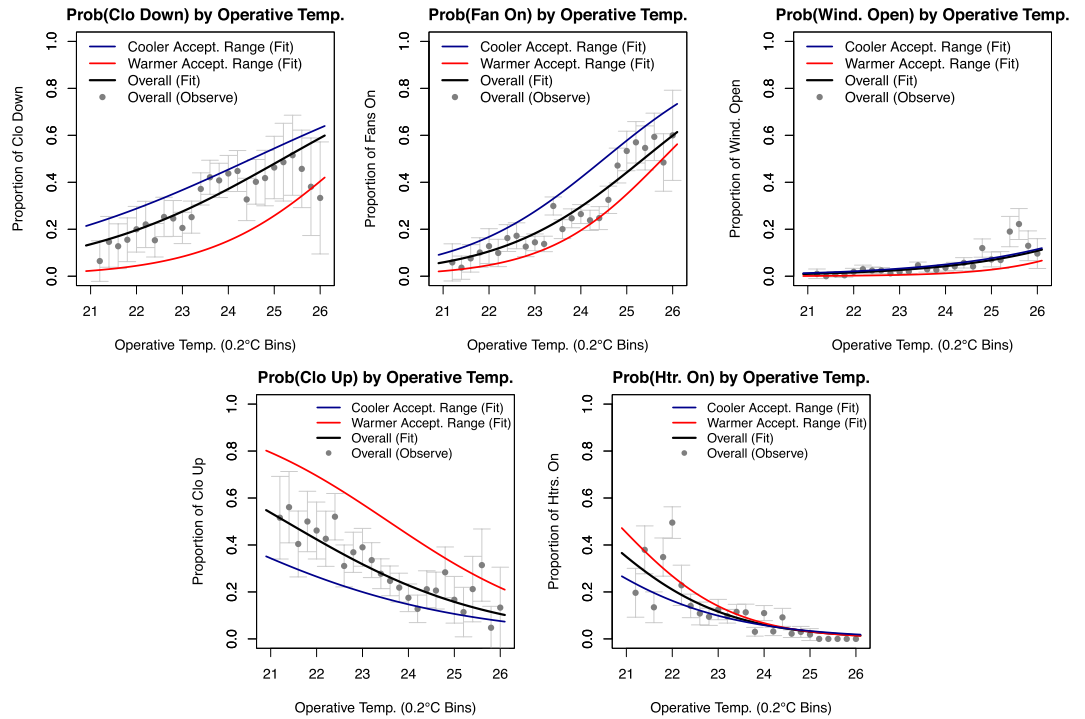 Prob(Clo Down) by Operative Temp.
Cooler Accept. Range (Fit)
Warmer Accept. Range (Fit)
Overall (Fit)
Overall (Observe)
Proportion of Clo Down
0.0 0.2 0.4 0.6 0.8 1.0
21 22 23 24 25 26
Operative Temp. (0.2°C Bins)
Prob(Fan On) by Operative Temp.
Cooler Accept. Range (Fit)
Warmer Accept. Range (Fit)
Overall (Fit)
Overall (Observe)
Proportion of Fans On
0.0 0.2 0.4 0.6 0.8 1.0
21 22 23 24 25 26
Operative Temp. (0.2°C Bins)
Prob(Wind. Open) by Operative Temp.
Cooler Accept. Range (Fit)
Warmer Accept. Range (Fit)
Overall (Fit)
Overall (Observe)
Proportion of Wind. Open
0.0 0.2 0.4 0.6 0.8 1.0
21 22 23 24 25 26
Operative Temp. (0.2°C Bins)
Prob(Clo Up) by Operative Temp.
Cooler Accept. Range (Fit)
Warmer Accept. Range (Fit)
Overall (Fit)
Overall (Observe)
Proportion of Clo Up
0.0 0.2 0.4 0.6 0.8 1.0
21 22 23 24 25 26
Operative Temp. (0.2°C Bins)
Prob(Htr. On) by Operative Temp.
Cooler Accept. Range (Fit)
Warmer Accept. Range (Fit)
Overall (Fit)
Overall (Observe)
Proportion of Htrs. On
0.0 0.2 0.4 0.6 0.8 1.0
21 22 23 24 25 26
Operative Temp. (0.2°C Bins)